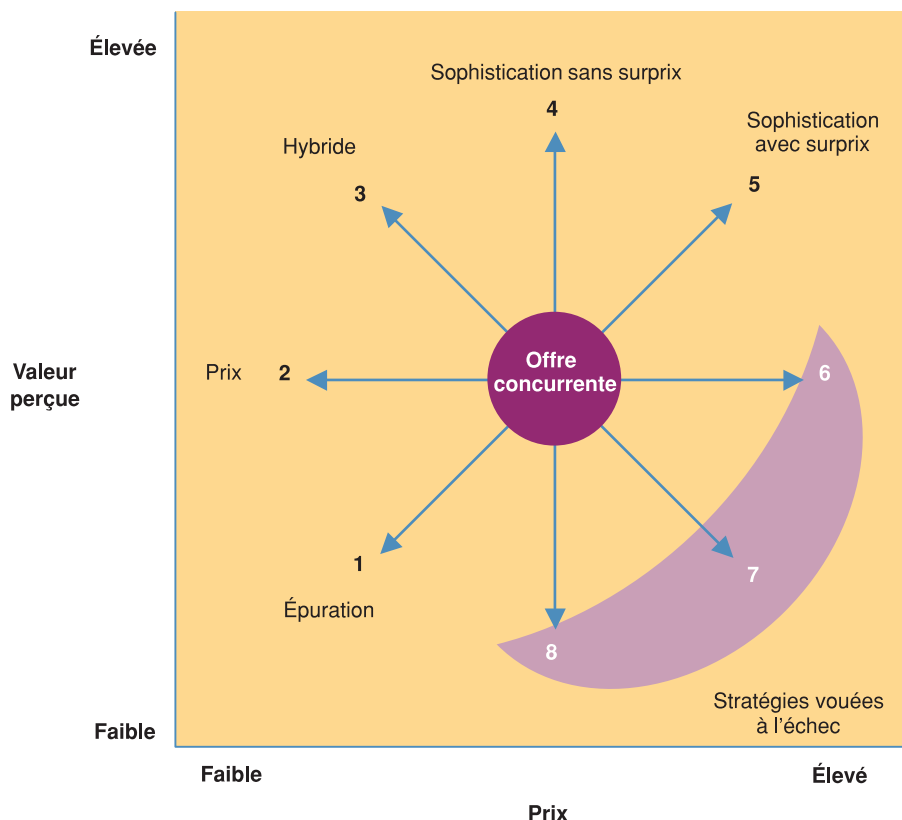 Élevée
Sophistication sans surprix
4
Sophistication
avec surprix
5
Hybride
3
Valeur
perçue
Prix 2
Offre
concurrente
6
1
Épuration
7
8
Stratégies vouées
à l'échec
Faible
Faible
Élevé
Prix